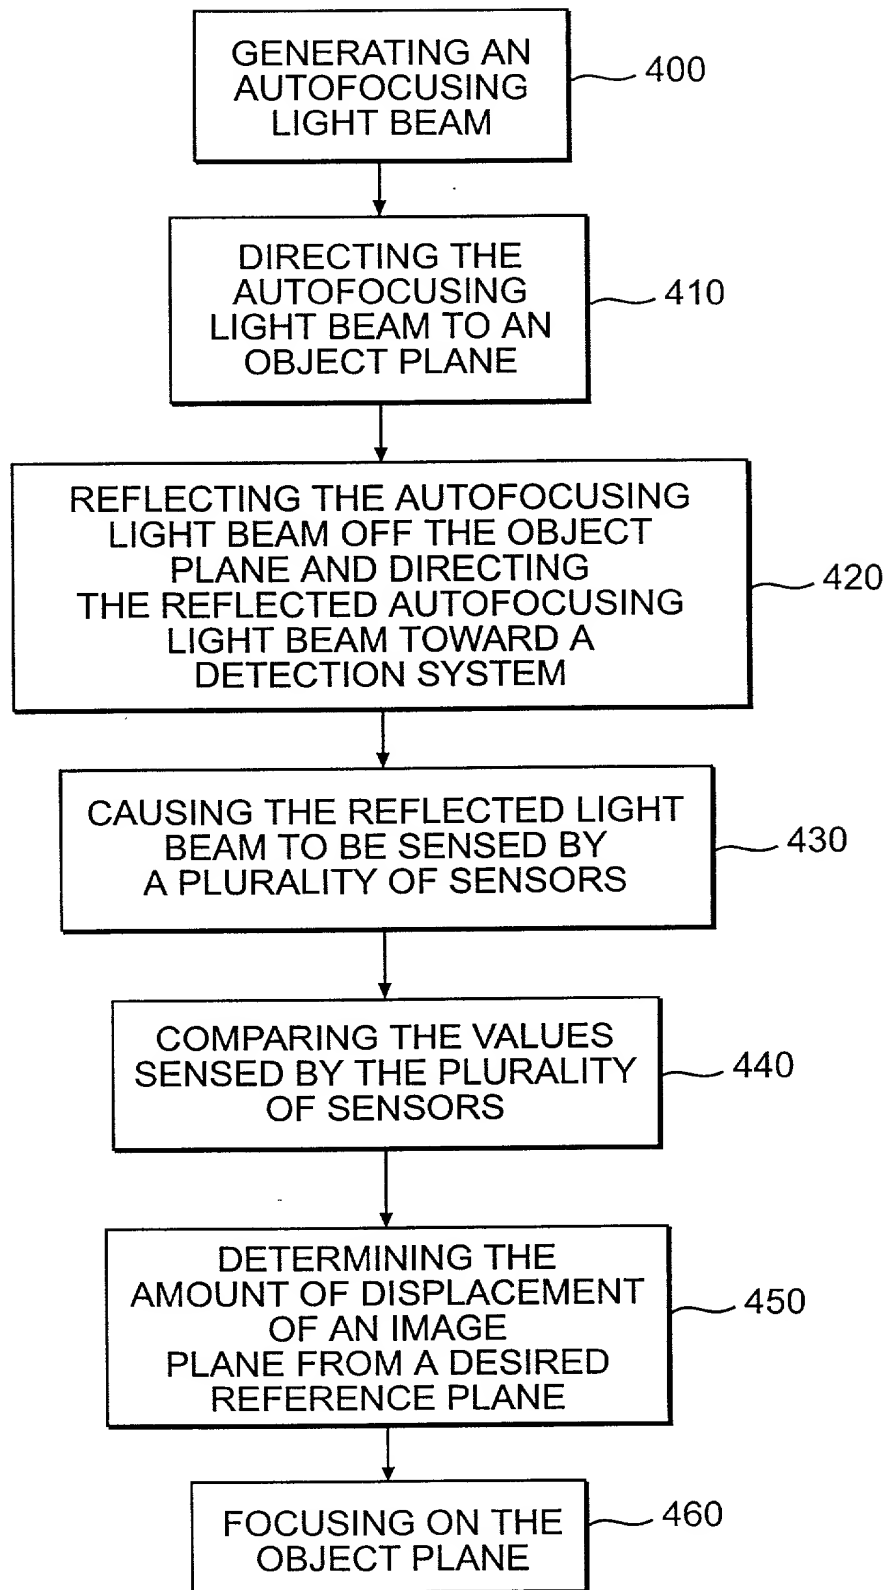 GENERATING AN
AUTOFOCUSING
LIGHT BEAM
400
DIRECTING THE
AUTOFOCUSING
LIGHT BEAM TO AN
OBJECT PLANE
410
REFLECTING THE AUTOFOCUSING
LIGHT BEAM OFF THE OBJECT
PLANE AND DIRECTING
THE REFLECTED AUTOFOCUSING
LIGHT BEAM TOWARD A
DETECTION SYSTEM
420
CAUSING THE REFLECTED LIGHT
BEAM TO BE SENSED BY
A PLURALITY OF SENSORS
430
COMPARING THE VALUES
SENSED BY THE PLURALITY
OF SENSORS
440
DETERMINING THE
AMOUNT OF DISPLACEMENT
OF AN IMAGE
PLANE FROM A DESIRED
REFERENCE PLANE
450
FOCUSING ON THE
OBJECT PLANE
460